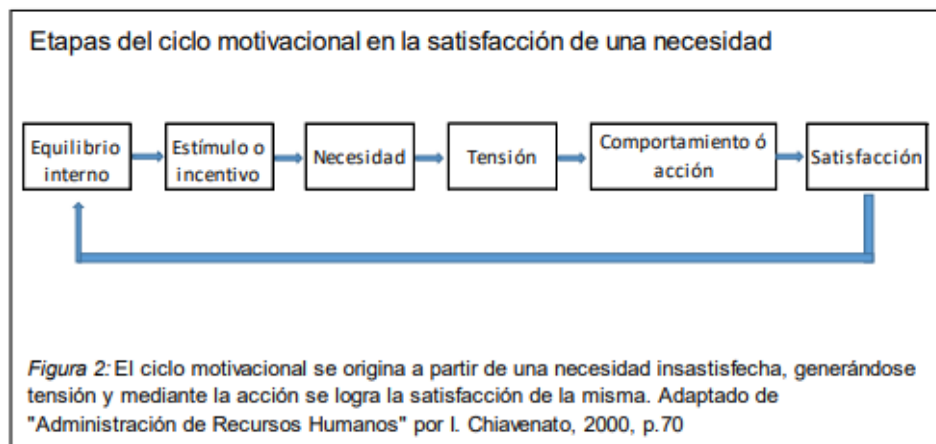 Etapas del ciclo motivacional en la satisfacción de una necesidad
Equilibrio
interno
Estímulo o
incentivo
Necesidad
Tensión
Comportamiento ó
acción
Satisfacción
Figura 2: El ciclo motivacional se origina a partir de una necesidad insastisfecha, generándose
tensión y mediante la acción se logra la satisfacción de la misma. Adaptado de
"Administración de Recursos Humanos" por I. Chiavenato, 2000, p.70